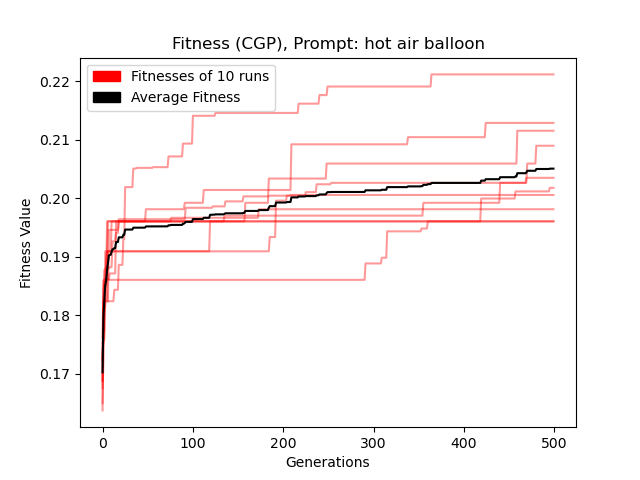 Fitness (CGP), Prompt: hot air balloon
Fitnesses of 10 runs
Average Fitness
0.22
0.21
0.20
0.19
0.18
0.17
Fitness Value
0
100
200
300
400
500
Generations